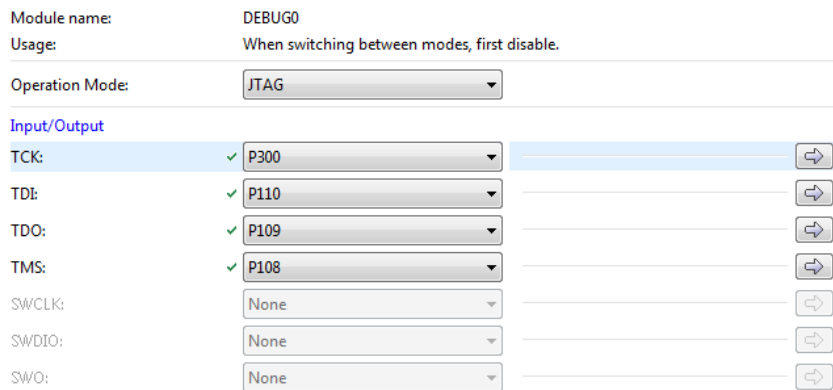 Module name: DEBUG0
Usage: When switching between modes, first disable.
Operation Mode: JTAG
Input/Output
TCK: P300
TDI: P110
TDO: P109
TMS: P108
SWCLK: None
SWDIO: None
SWO: None